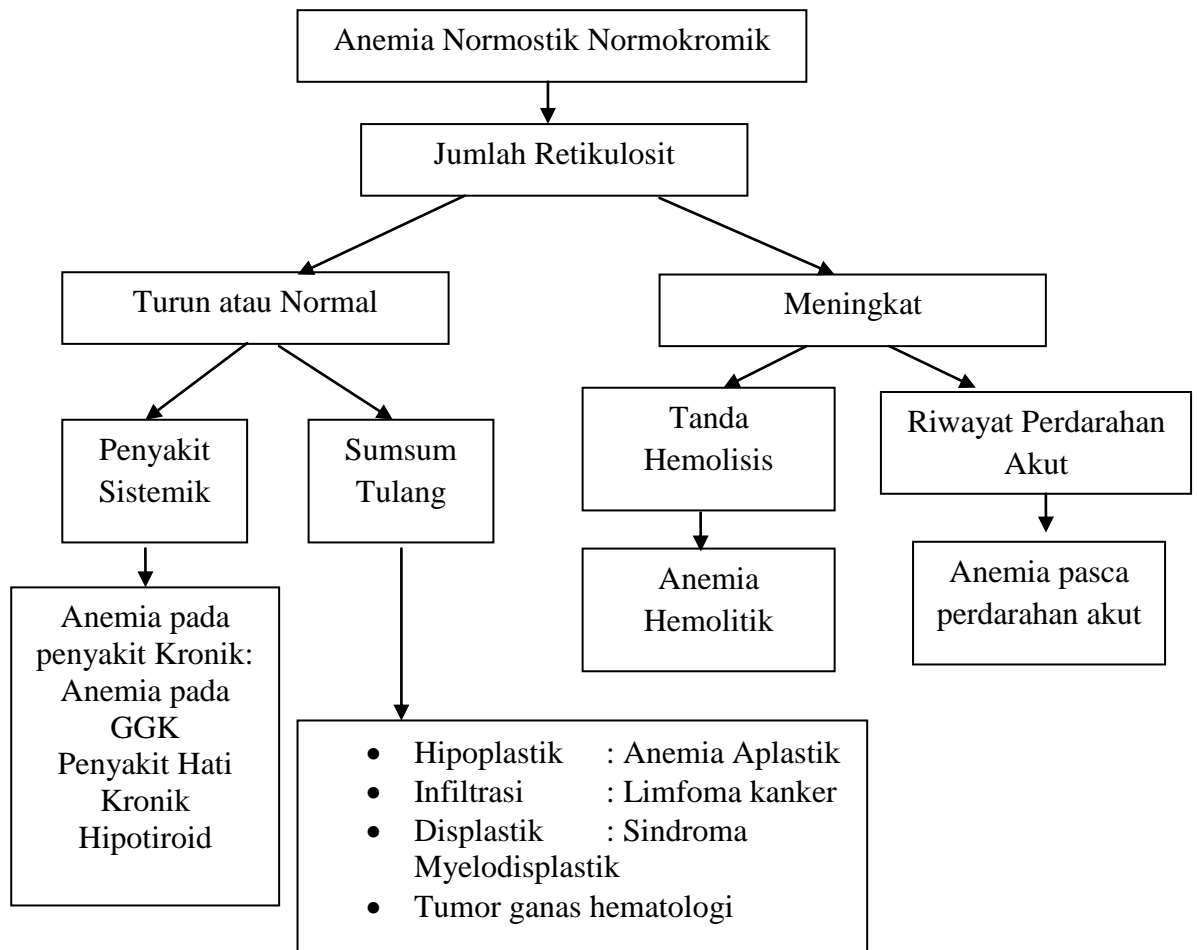 Anemia Normostik Normokromik
Jumlah Retikulosit
Turun atau Normal
Meningkat
Penyakit
Sistemik
Sumsum
Tulang
Tanda
Hemolisis
Riwayat Perdarahan
Akut
Anemia pada
penyakit Kronik:
Anemia pada
GGK
Penyakit Hati
Kronik
Hipotiroid
Anemia
Hemolitik
Anemia pasca
perdarahan akut
• Hipoplastik : Anemia Aplastik
• Infiltrasi : Limfoma kanker
• Displastik : Sindroma
Myelodisplastik
• Tumor ganas hematologi